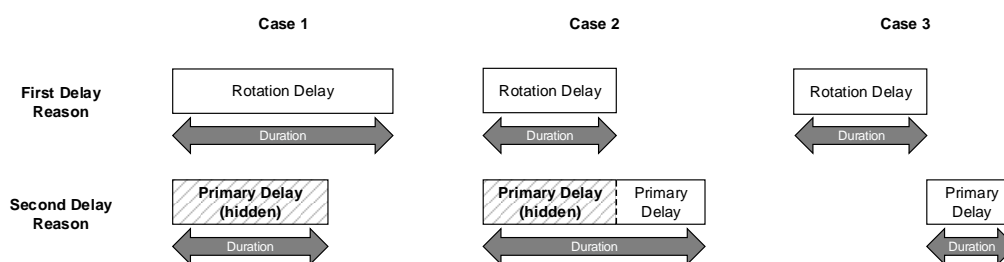 Case 1
Case 2
Case 3
First Delay
Reason
Rotation Delay
Rotation Delay
Rotation Delay
Duration
Duration
Duration
Second Delay
Reason
Primary Delay
(hidden)
Primary Delay
(hidden)
Primary
Delay
Primary
Delay
Duration
Duration
Duration